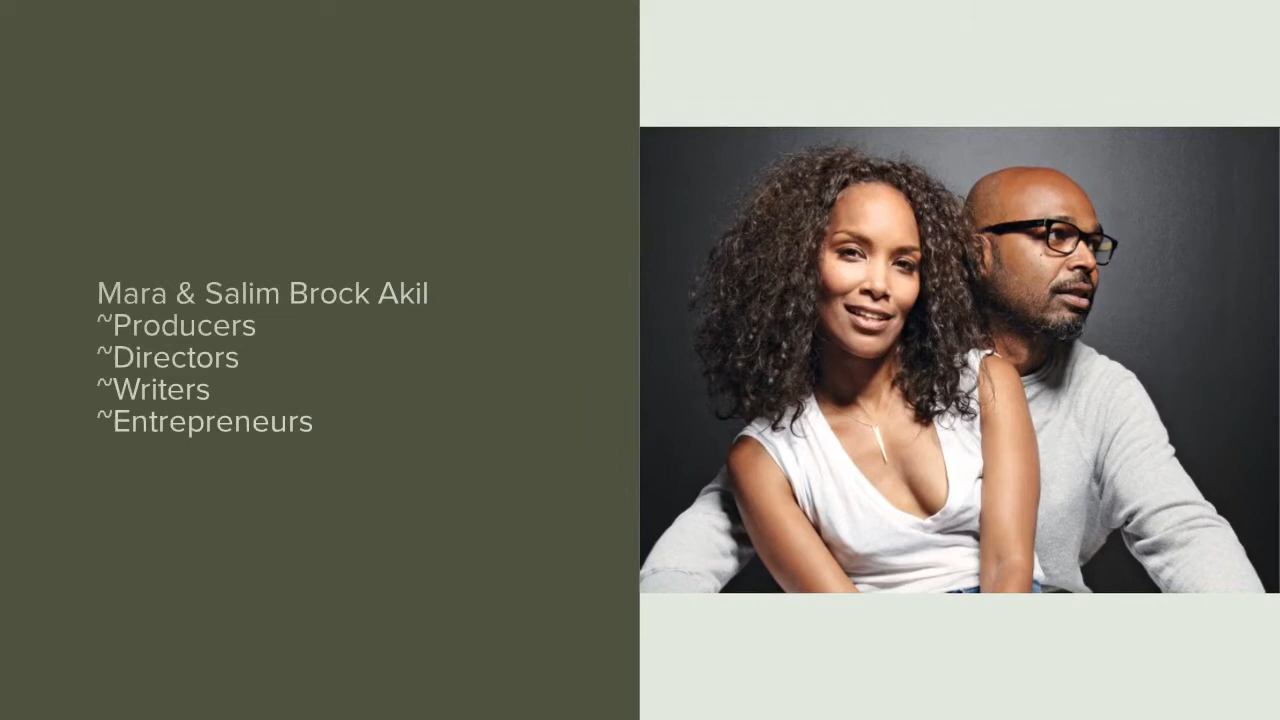 Mara & Salim Brock Akil
~Producers
~Directors
~Writers
~Entrepreneurs